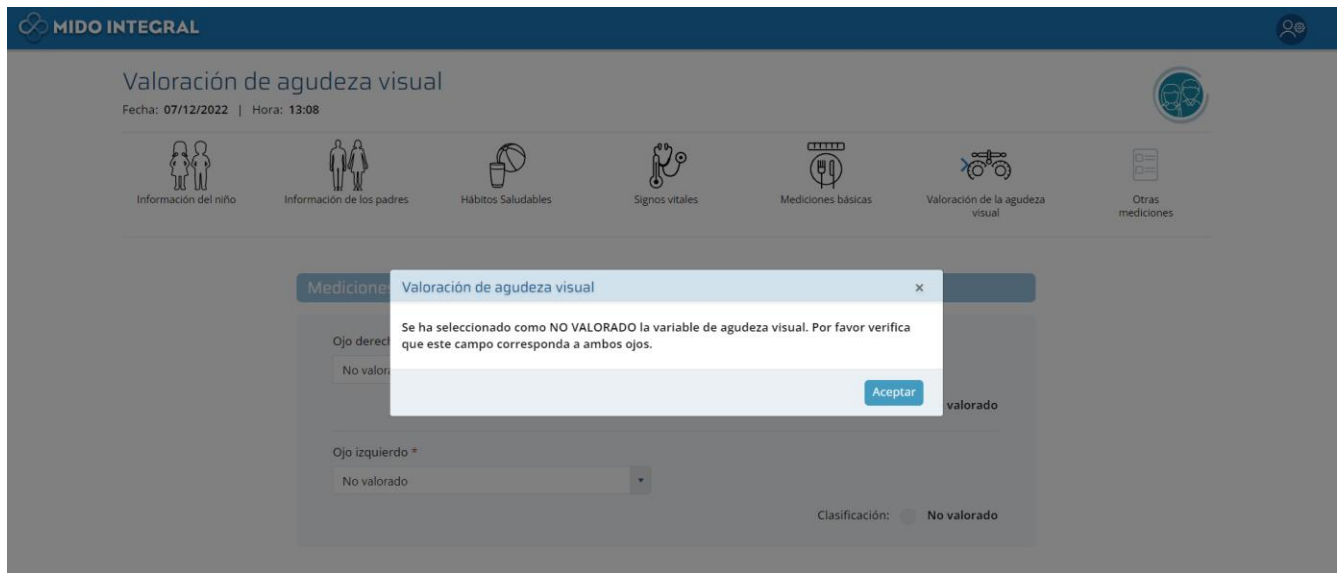 MIDO INTEGRAL
Valoración de agudeza visual
Fecha: 07/12/2022 | Hora: 13:08
Información del niño
Información de los padres
Hábitos Saludables
Signos vitales
Mediciones básicas
Valoración de la agudeza
visual
Otras
mediciones
Mediciones
Valoración de agudeza visual
×
Se ha seleccionado como NO VALORADO la variable de agudeza visual. Por favor verifica
que este campo corresponda a ambos ojos.
Aceptar
Ojo
No
valorado
Ojo izquierdo *
No valorado
Clasificación: No valorado